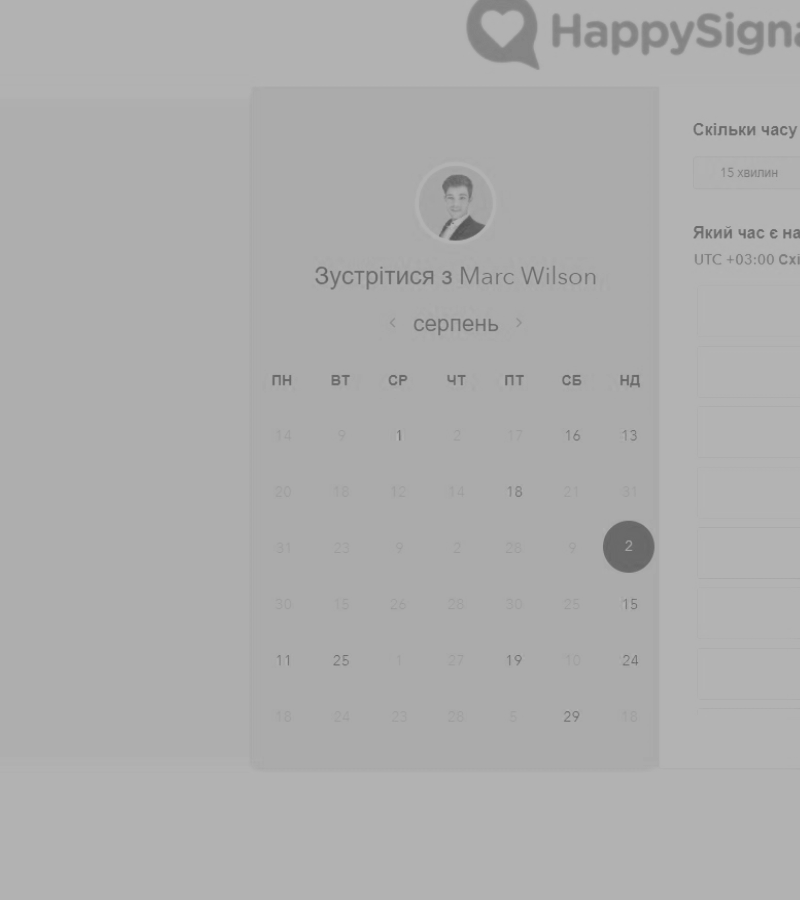 HappySigna
Зустрітися з Marc Wilson
серпень
ПН ВТ СР ЧТ ПТ СБ НД
14 9 1 2 17 16 13
20 18 12 14 18 21 31
31 23 9 2 28 9 2
30 15 26 28 30 25 15
11 25 1 27 19 10 24
18 24 23 28 5 29 18
Скільки часу
15 хвилин
Який час є на
UTC +03:00 Схі